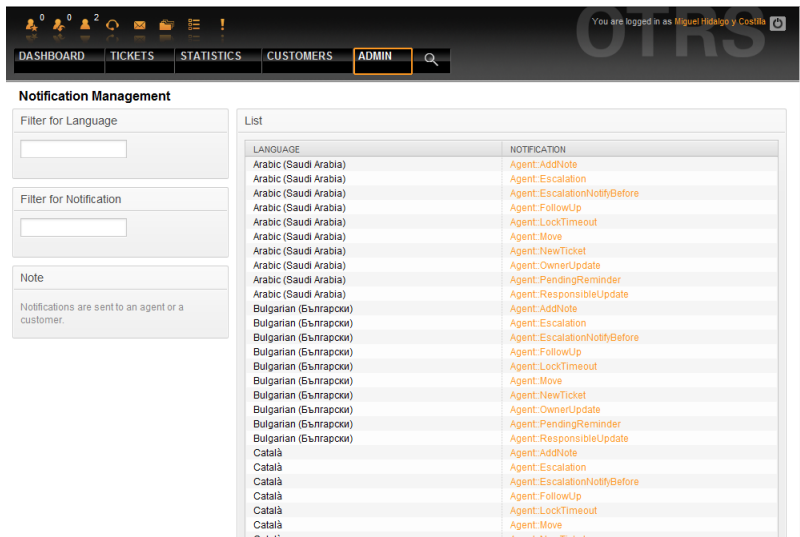 0 0 2
You are logged in as Miguel Hidalgo y Costilla
OTRS
DASHBOARD TICKETS STATISTICS CUSTOMERS ADMIN
Notification Management
Filter for Language
Filter for Notification
Note
Notifications are sent to an agent or a
customer.
List
LANGUAGE NOTIFICATION
Arabic (Saudi Arabia) Agent::AddNote
Arabic (Saudi Arabia) Agent::Escalation
Arabic (Saudi Arabia) Agent::EscalationNotifyBefore
Arabic (Saudi Arabia) Agent::FollowUp
Arabic (Saudi Arabia) Agent::LockTimeout
Arabic (Saudi Arabia) Agent::Move
Arabic (Saudi Arabia) Agent::NewTicket
Arabic (Saudi Arabia) Agent::OwnerUpdate
Arabic (Saudi Arabia) Agent::PendingReminder
Arabic (Saudi Arabia) Agent::ResponsibleUpdate
Bulgarian (Български) Agent::AddNote
Bulgarian (Български) Agent::Escalation
Bulgarian (Български) Agent::EscalationNotifyBefore
Bulgarian (Български) Agent::FollowUp
Bulgarian (Български) Agent::LockTimeout
Bulgarian (Български) Agent::Move
Bulgarian (Български) Agent::NewTicket
Bulgarian (Български) Agent::OwnerUpdate
Bulgarian (Български) Agent::PendingReminder
Bulgarian (Български) Agent::ResponsibleUpdate
Català Agent::AddNote
Català Agent::Escalation
Català Agent::EscalationNotifyBefore
Català Agent::FollowUp
Català Agent::LockTimeout
Català Agent::Move